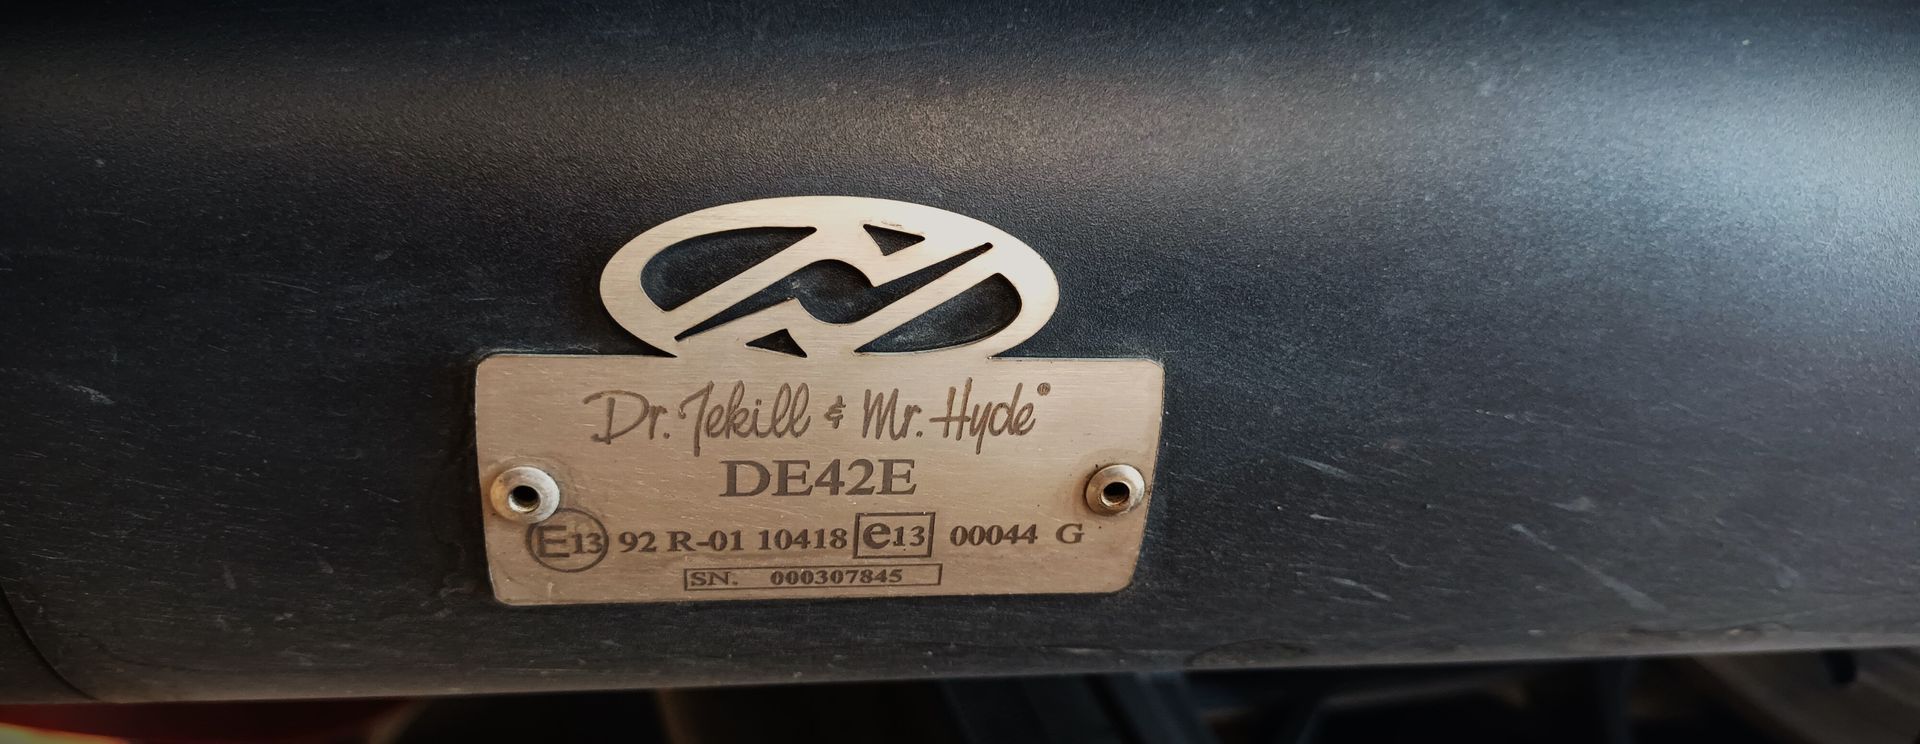 Dr. Jekill & Mr. Hyde®
DE42E
E13 92 R-01 10418 e13 00044 G
SN. 000307845